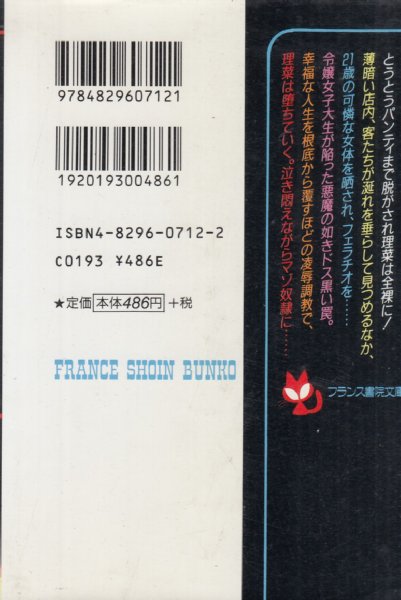 とうとうパンティまで脱がされ理菜は全裸に!
薄暗い店内、客たちが涎れを垂らして見つめるなか、
21歳の可憐な女体を晒され、フェラチオを……
令嬢女子大生が陥った悪魔の如きドス黒い罠。
幸福な人生を根底から覆すほどの凌辱調教で、
理菜は堕ちていく。泣き悶えながらマゾ奴隷に……
フランス書院文庫
9784829607121
1920193004861
ISBN4-8296-0712-2
C0193 ¥486E
★定価 本体486円 +税
FRANCE SHOIN BUNKO